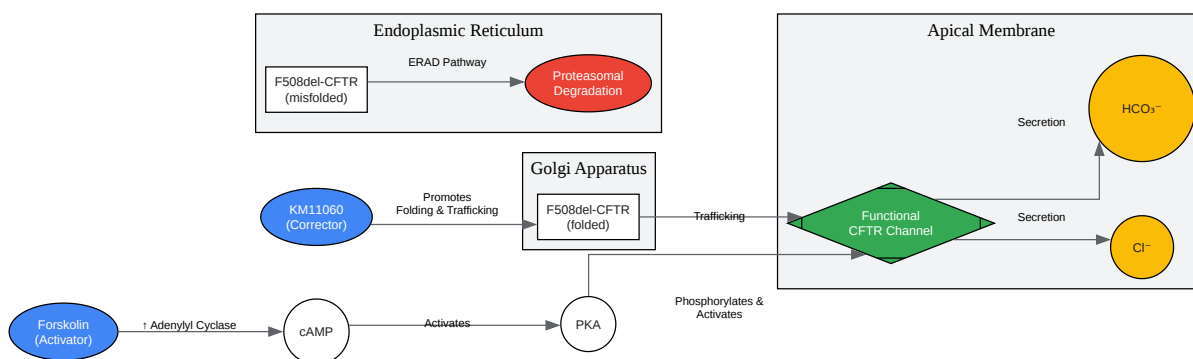 Endoplasmic Reticulum
F508del-CFTR
(misfolded)
ERAD Pathway
Proteasomal
Degradation
Apical Membrane
HCO₃⁻
Secretion
Golgi Apparatus
KM11060
(Corrector)
Promotes
Folding & Trafficking
F508del-CFTR
(folded)
Trafficking
Functional
CFTR Channel
Secretion
Cl⁻
Forskolin
(Activator)
↑ Adenylyl Cyclase
cAMP
Activates
PKA
Phosphorylates &
Activates